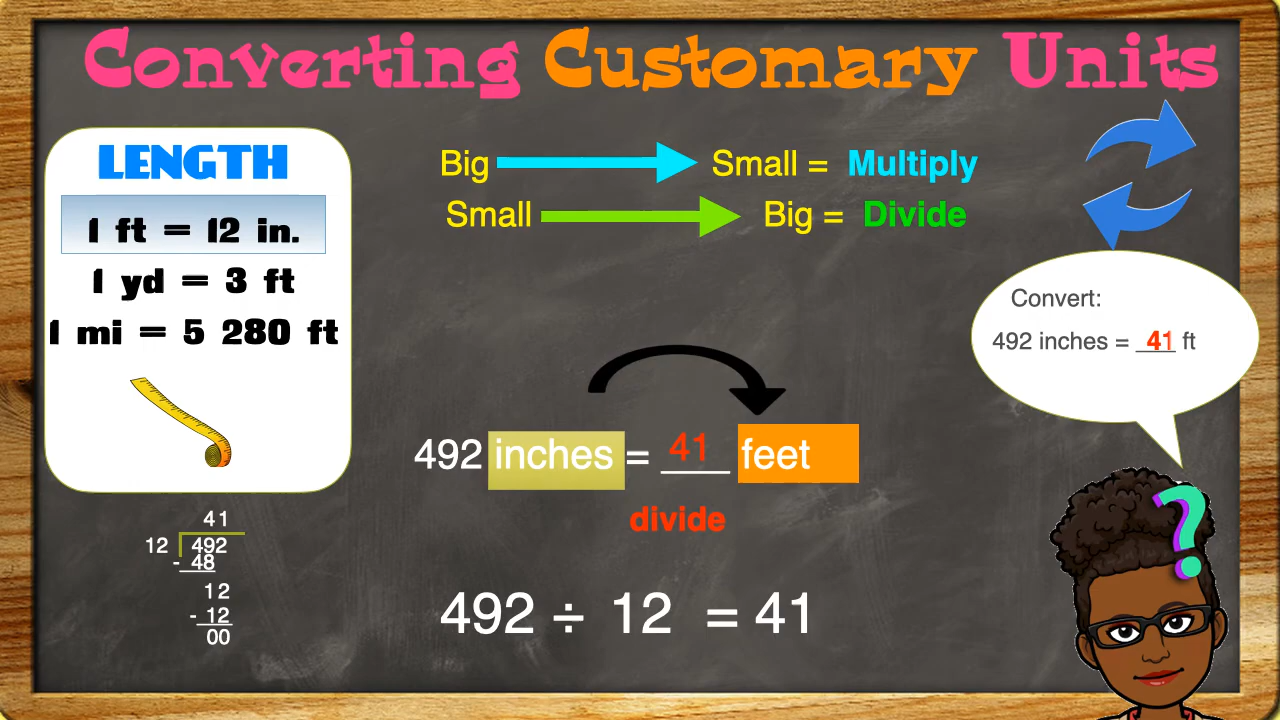 Converting Customary Units
LENGTH
1 ft = 12 in.
1 yd = 3 ft
1 mi = 5 280 ft
Big Small = Multiply
Small Big = Divide
Convert:
492 inches = 41 ft
492 inches = 41 feet
divide
492 ÷ 12 = 41
41
12 492
- 48
12
- 12
00
?